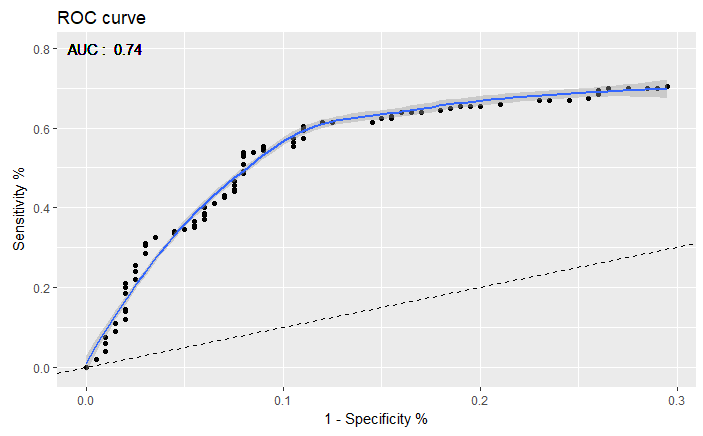 ROC curve
AUC : 0.74
0.8
0.6
0.4
0.2
0.0
Sensitivity %
0.0 0.1 0.2 0.3
1 - Specificity %